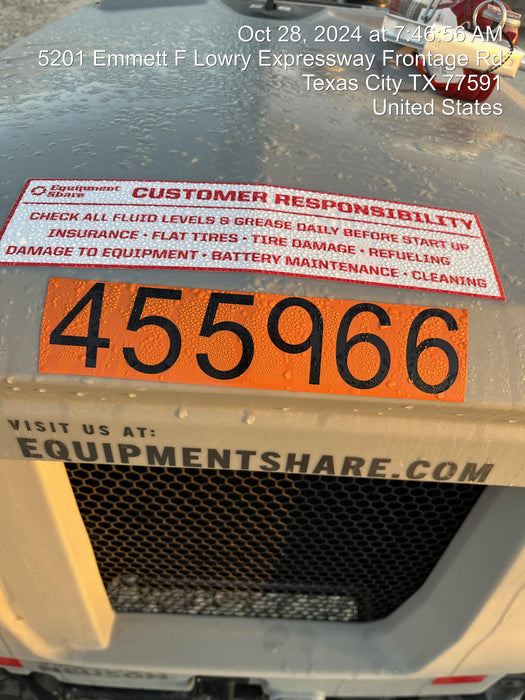 Oct 28, 2024 at 7:46:56 AM
5201 Emmett F Lowry Expressway Frontage Rd
Texas City TX 77591
United States
Equipment
Share
CUSTOMER RESPONSIBILITY
CHECK ALL FLUID LEVELS & GREASE DAILY BEFORE START UP
INSURANCE • FLAT TIRES • TIRE DAMAGE • REFUELING
DAMAGE TO EQUIPMENT • BATTERY MAINTENANCE • CLEANING
455966
VISIT US AT:
EQUIPMENTSHARE.COM
NEUSON